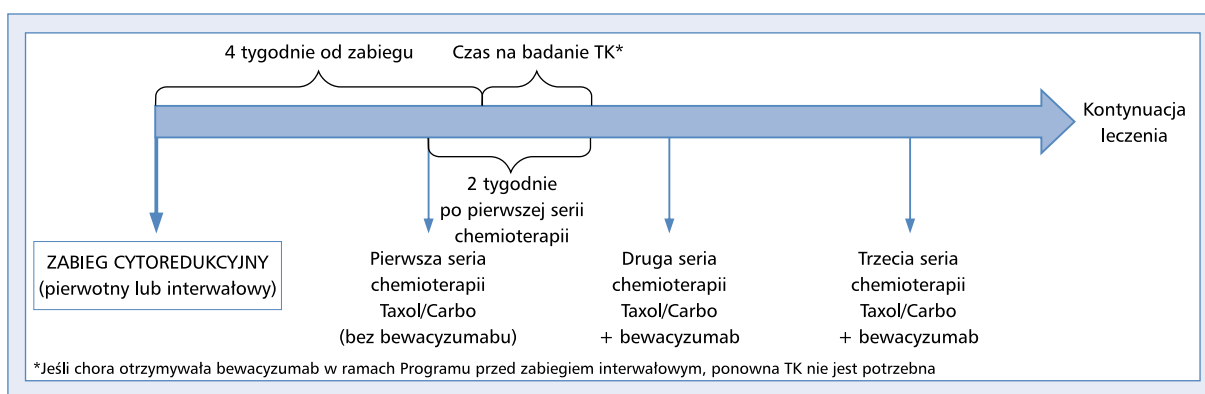 4 tygodnie od zabiegu
Czas na badanie TK*
Kontynuacja
leczenia
2 tygodnie
po pierwszej serii
chemioterapii
ZABIEG CYTOREDUKCYJNY
(pierwotny lub interwałowy)
Pierwsza seria
chemioterapii
Taxol/Carbo
(bez bewacyzumabu)
Druga seria
chemioterapii
Taxol/Carbo
+ bewacyzumab
Trzecia seria
chemioterapii
Taxol/Carbo
+ bewacyzumab
*Jeśli chora otrzymywała bewacyzumab w ramach Programu przed zabiegiem interwałowym, ponowna TK nie jest potrzebna